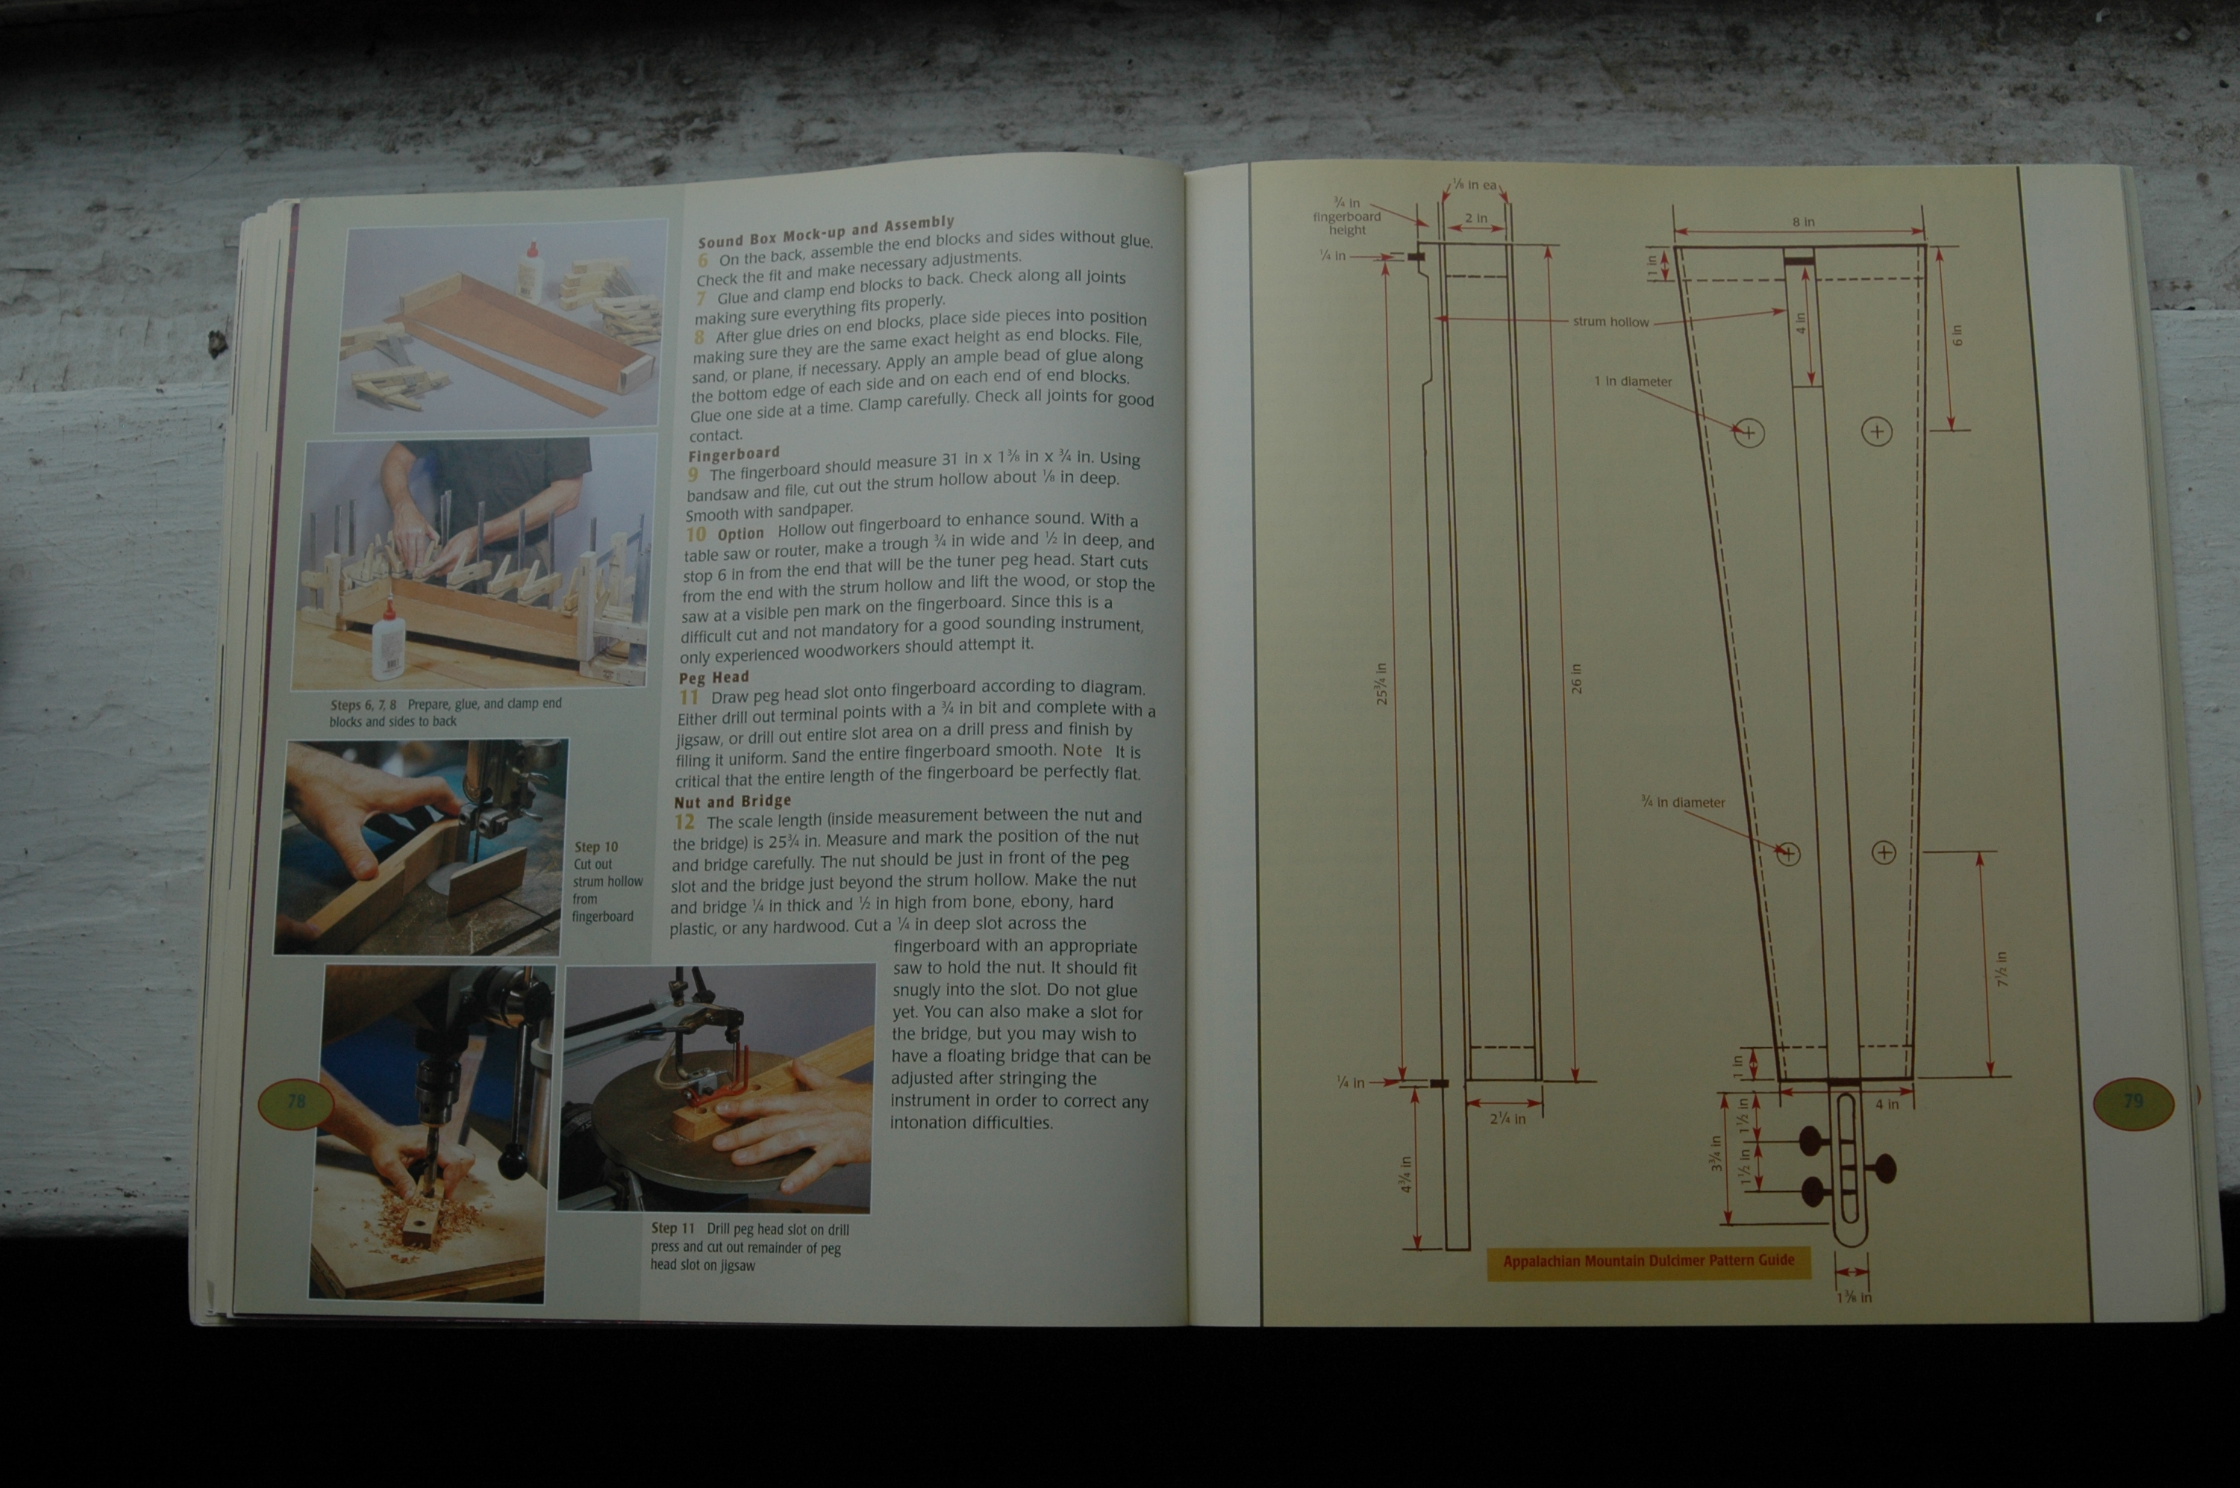 Sound Box Mock-up and Assembly
6 On the back, assemble the end blocks and sides without glue.
Check the fit and make necessary adjustments.
7 Glue and clamp end blocks to back. Check along all joints
making sure everything fits properly.
8 After glue dries on end blocks, place side pieces into position
making sure they are the same exact height as end blocks. File,
sand, or plane, if necessary. Apply an ample bead of glue along
the bottom edge of each side and on each end of end blocks.
Glue one side at a time. Clamp carefully. Check all joints for good
contact.
Fingerboard
9 The fingerboard should measure 31 in x 1⅜ in x ¾ in. Using
bandsaw and file, cut out the strum hollow about ⅛ in deep.
Smooth with sandpaper.
10 Option Hollow out fingerboard to enhance sound. With a
table saw or router, make a trough ¾ in wide and ½ in deep, and
stop 6 in from the end that will be the tuner peg head. Start cuts
from the end with the strum hollow and lift the wood, or stop the
saw at a visible pen mark on the fingerboard. Since this is a
difficult cut and not mandatory for a good sounding instrument,
only experienced woodworkers should attempt it.
Peg Head
11 Draw peg head slot onto fingerboard according to diagram.
Either drill out terminal points with a ¾ in bit and complete with a
jigsaw, or drill out entire slot area on a drill press and finish by
filing it uniform. Sand the entire fingerboard smooth. Note It is
critical that the entire length of the fingerboard be perfectly flat.
Nut and Bridge
12 The scale length (inside measurement between the nut and
the bridge) is 25¾ in. Measure and mark the position of the nut
and bridge carefully. The nut should be just in front of the peg
slot and the bridge just beyond the strum hollow. Make the nut
and bridge ¼ in thick and ½ in high from bone, ebony, hard
plastic, or any hardwood. Cut a ¼ in deep slot across the
fingerboard with an appropriate
saw to hold the nut. It should fit
snugly into the slot. Do not glue
yet. You can also make a slot for
the bridge, but you may wish to
have a floating bridge that can be
adjusted after stringing the
instrument in order to correct any
intonation difficulties.
Steps 6, 7, 8 Prepare, glue, and clamp end
blocks and sides to back
Step 10
Cut out
strum hollow
from
fingerboard
Step 11 Drill peg head slot on drill
press and cut out remainder of peg
head slot on jigsaw
78
¾ in
fingerboard
height
⅛ in ea.
2 in
¼ in
25¾ in
26 in
¼ in
4¾ in
2¼ in
strum hollow
1 in diameter
¾ in diameter
8 in
1 in
4 in
6 in
7½ in
4 in
1 in
1½ in
1½ in
3¾ in
1⅜ in
Appalachian Mountain Dulcimer Pattern Guide
79